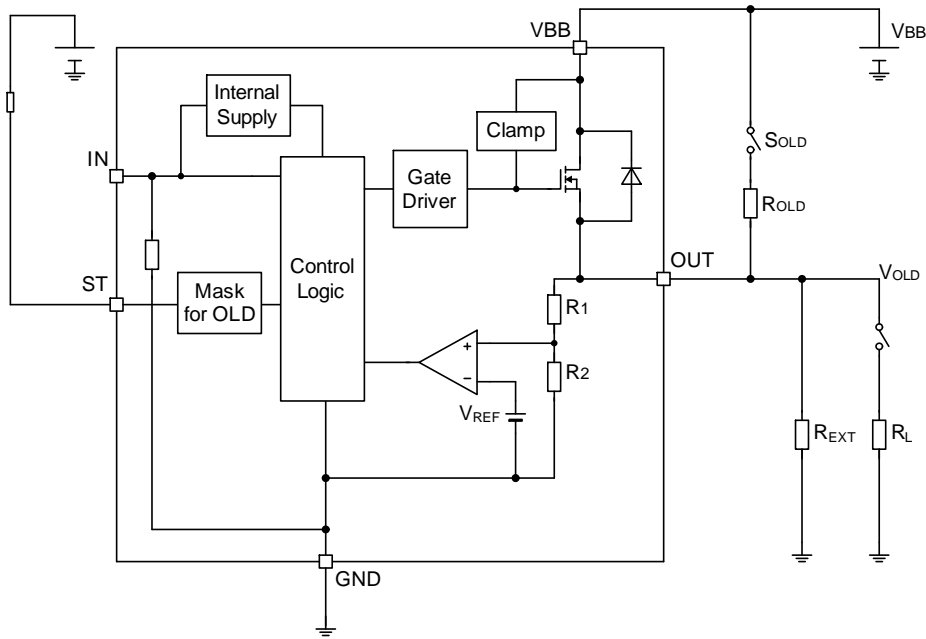 VBB
VBB
Internal
Supply
Clamp
SOLD
IN
Gate
Driver
ROLD
OUT
VOLD
ST
Mask
for OLD
Control
Logic
R1
+
R2
−
VREF
REXT
RL
GND